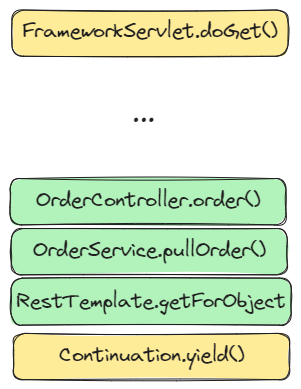 FrameworkServlet.doGet()
...
OrderController.order()
OrderService.pullOrder()
RestTemplate.getForObject
Continuation.yield()